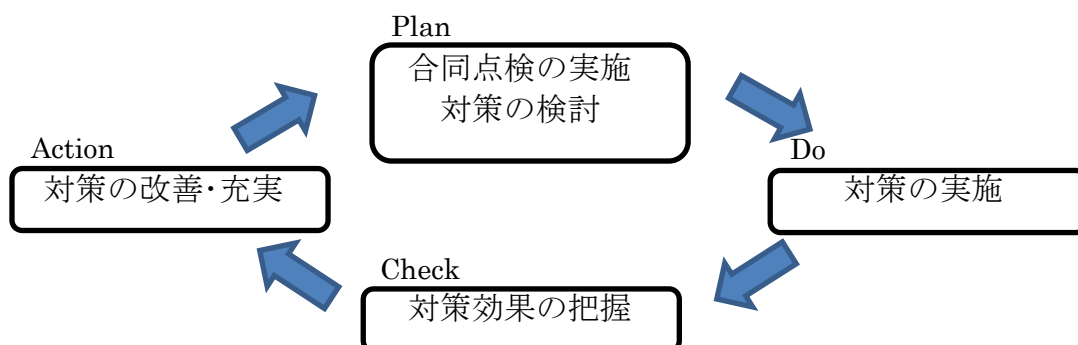 Plan
合同点検の実施
対策の検討
Action
対策の改善・充実
Do
対策の実施
Check
対策効果の把握